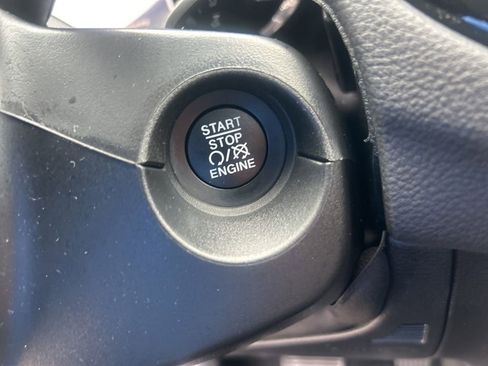 START
STOP
/
ENGINE